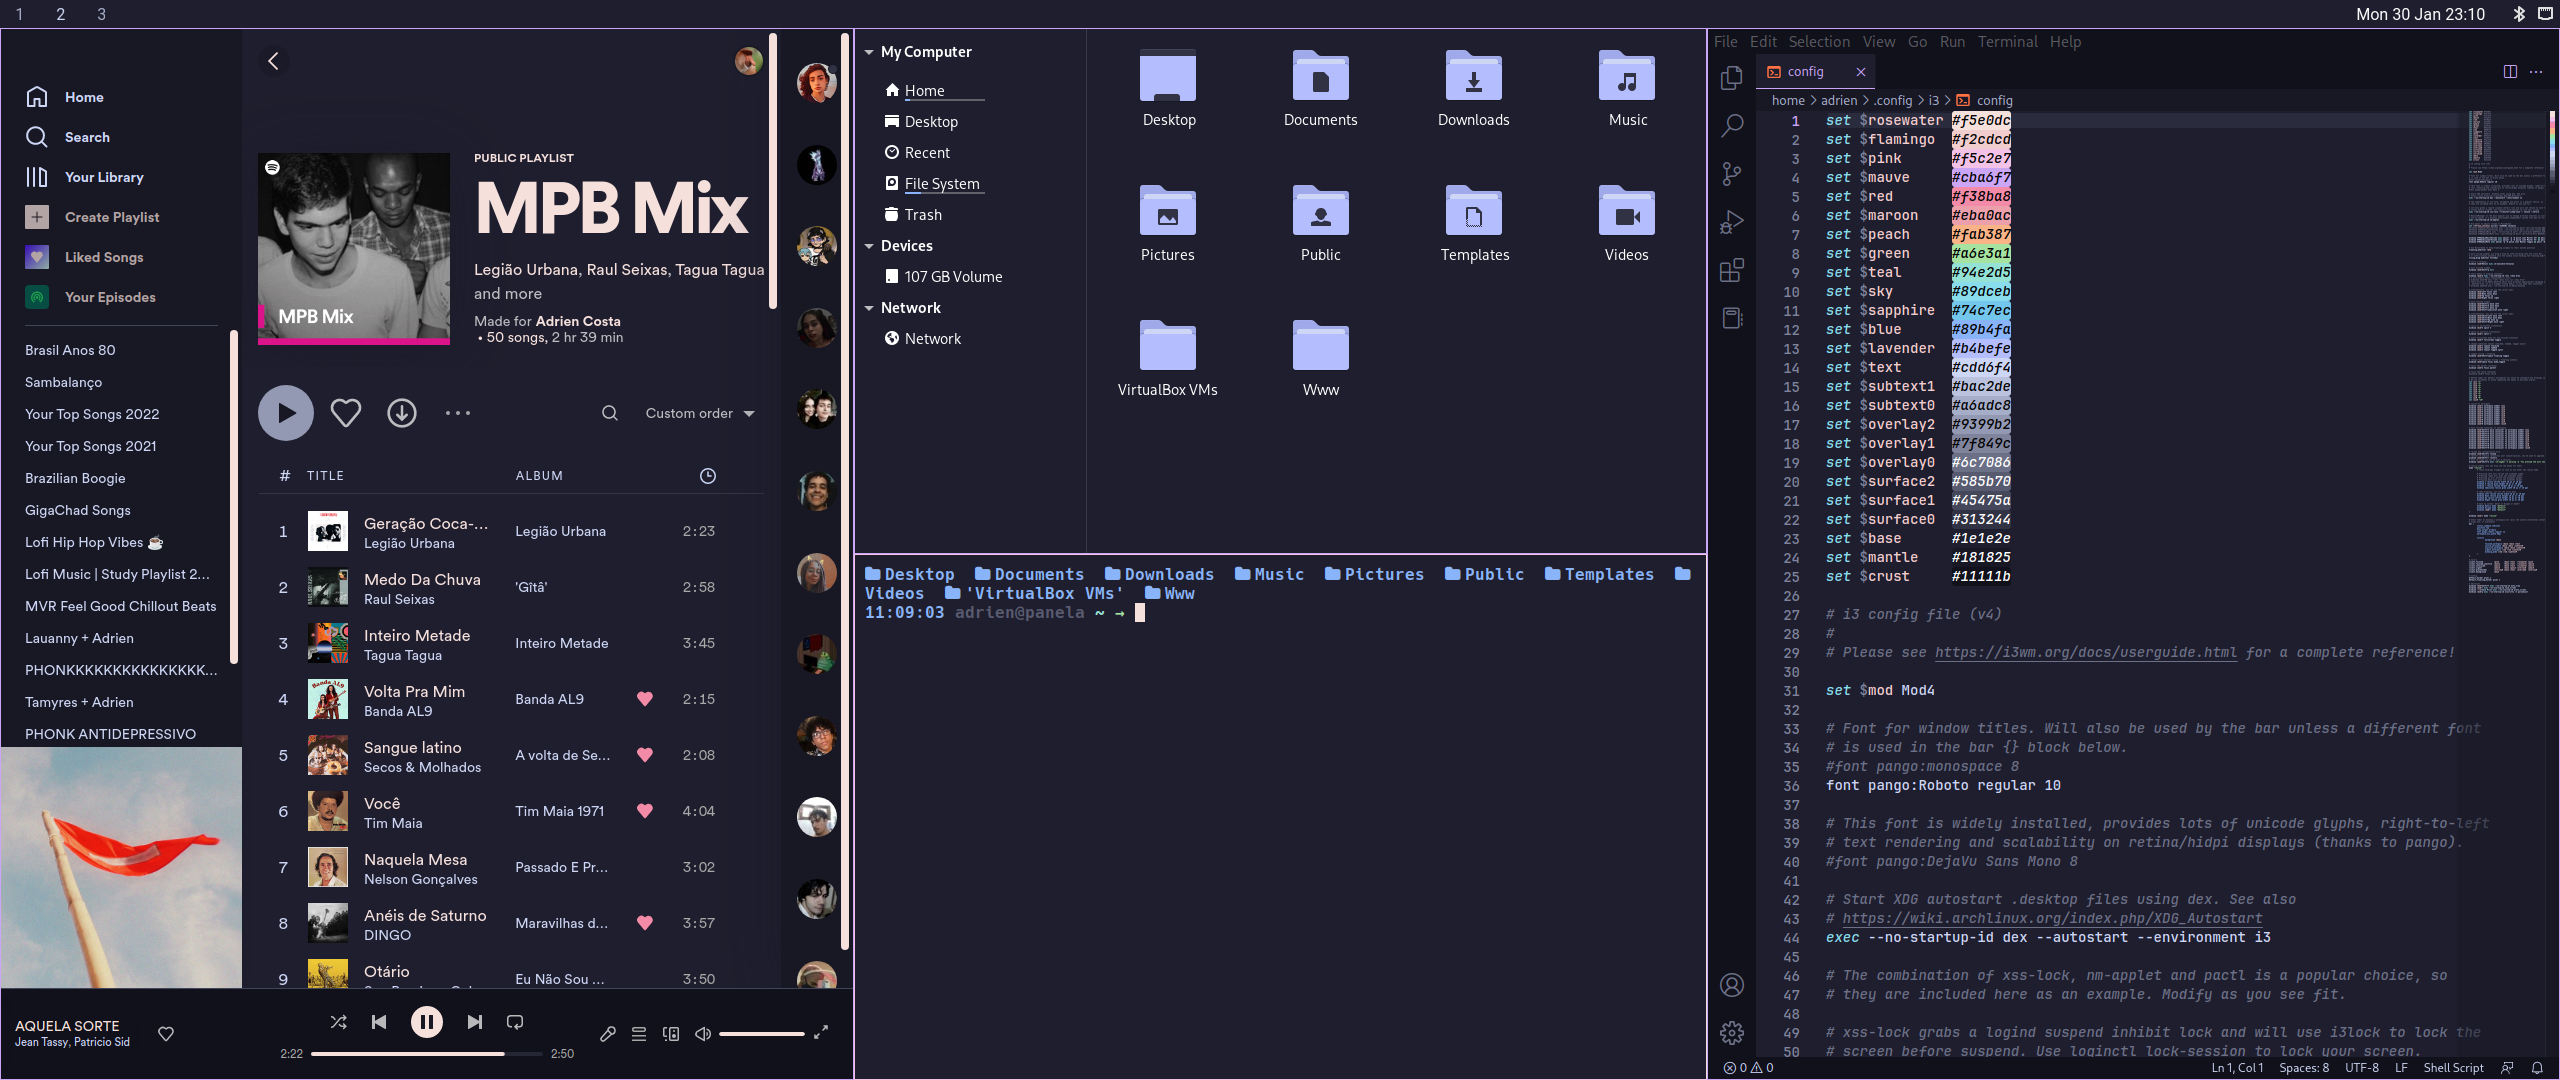 1 2 3
Mon 30 Jan 23:10
Home
Search
Your Library
Create Playlist
Liked Songs
Your Episodes
Brasil Anos 80
Sambalanço
Your Top Songs 2022
Your Top Songs 2021
Brazilian Boogie
GigaChad Songs
Lofi Hip Hop Vibes ☕
Lofi Music | Study Playlist 2...
MVR Feel Good Chillout Beats
Lauanny + Adrien
PHONKKKKKKKKKKKKKKK...
Tamyres + Adrien
PHONK ANTIDEPRESSIVO
MPB Mix
PUBLIC PLAYLIST
MPB Mix
Legião Urbana, Raul Seixas, Tagua Tagua
and more
Made for Adrien Costa
• 50 songs, 2 hr 39 min
Custom order
# TITLE ALBUM
1 Geração Coca-... Legião Urbana 2:23
Legião Urbana
2 Medo Da Chuva 'Gîtâ' 2:58
Raul Seixas
3 Inteiro Metade Inteiro Metade 3:45
Tagua Tagua
4 Volta Pra Mim Banda AL9 2:15
Banda AL9
5 Sangue latino A volta de Se... 2:08
Secos & Molhados
6 Você Tim Maia 1971 4:04
Tim Maia
7 Naquela Mesa Passado E Pr... 3:02
Nelson Gonçalves
8 Anéis de Saturno Maravilhas d... 3:57
DINGO
9 Otário Eu Não Sou ... 3:50
AQUELA SORTE
Jean Tassy, Patricio Sid
2:22 2:50
My Computer
Home
Desktop
Recent
File System
Trash
Devices
107 GB Volume
Network
Network
Desktop Documents Downloads Music
Pictures Public Templates Videos
VirtualBox VMs Www
Desktop Documents Downloads Music Pictures Public Templates
Videos 'VirtualBox VMs' Www
11:09:03 adrien@panela ~ →
File Edit Selection View Go Run Terminal Help
config
home > adrien > .config > i3 > config
1 set $rosewater #f5e0dc
2 set $flamingo #f2cdcd
3 set $pink #f5c2e7
4 set $mauve #cba6f7
5 set $red #f38ba8
6 set $maroon #eba0ac
7 set $peach #fab387
8 set $green #a6e3a1
9 set $teal #94e2d5
10 set $sky #89dceb
11 set $sapphire #74c7ec
12 set $blue #89b4fa
13 set $lavender #b4befe
14 set $text #cdd6f4
15 set $subtext1 #bac2de
16 set $subtext0 #a6adc8
17 set $overlay2 #9399b2
18 set $overlay1 #7f849c
19 set $overlay0 #6c7086
20 set $surface2 #585b70
21 set $surface1 #45475a
22 set $surface0 #313244
23 set $base #1e1e2e
24 set $mantle #181825
25 set $crust #11111b
26
27 # i3 config file (v4)
28 #
29 # Please see https://i3wm.org/docs/userguide.html for a complete reference!
30
31 set $mod Mod4
32
33 # Font for window titles. Will also be used by the bar unless a different font
34 # is used in the bar {} block below.
35 #font pango:monospace 8
36 font pango:Roboto regular 10
37
38 # This font is widely installed, provides lots of unicode glyphs, right-to-left
39 # text rendering and scalability on retina/hidpi displays (thanks to pango).
40 #font pango:DejaVu Sans Mono 8
41
42 # Start XDG autostart .desktop files using dex. See also
43 # https://wiki.archlinux.org/index.php/XDG_Autostart
44 exec --no-startup-id dex --autostart --environment i3
45
46 # The combination of xss-lock, nm-applet and pactl is a popular choice, so
47 # they are included here as an example. Modify as you see fit.
48
49 # xss-lock grabs a logind suspend inhibit lock and will use i3lock to lock the
50 # screen before suspend. Use loginctl lock-session to lock your screen.
0 0 Ln 1, Col 1 Spaces: 8 UTF-8 LF Shell Script